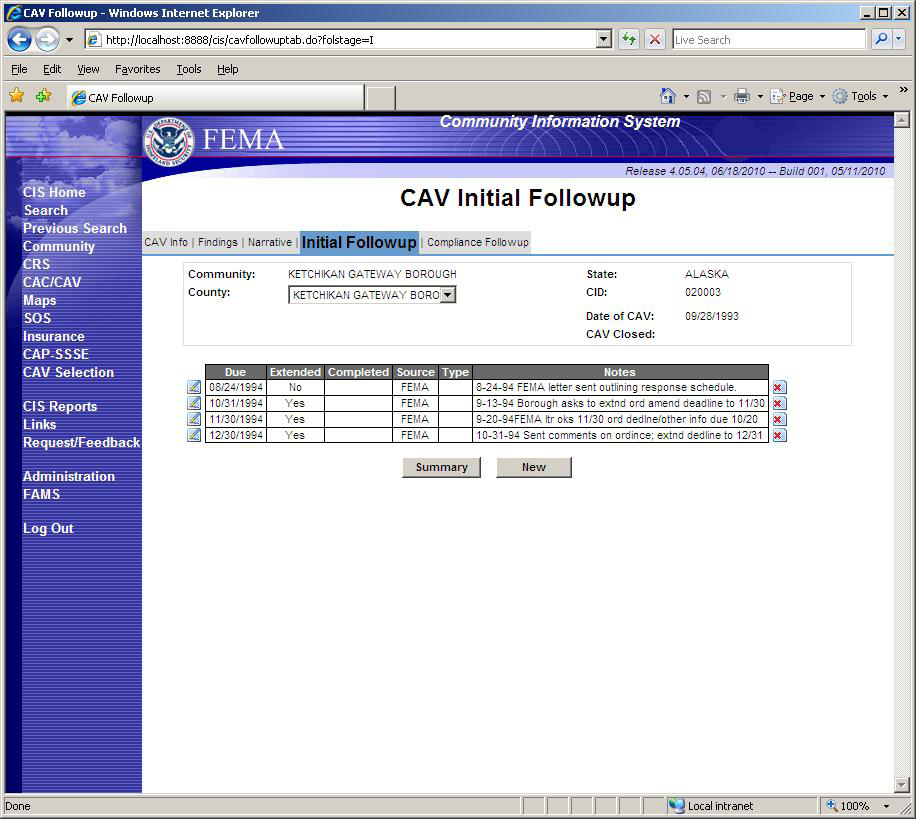 CAV Followup - Windows Internet Explorer
http://localhost:8888/cis/cavfollowuptab.do?folstage=I
Live Search
File Edit View Favorites Tools Help
CAV Followup
Page Tools
FEMA
Community Information System
Release 4.05.04, 06/18/2010 -- Build 001, 05/11/2010
CIS Home
Search
Previous Search
Community
CRS
CAC/CAV
Maps
SOS
Insurance
CAP-SSSE
CAV Selection
CIS Reports
Links
Request/Feedback
Administration
FAMS
Log Out
CAV Initial Followup
CAV Info | Findings | Narrative | Initial Followup | Compliance Followup
Community: KETCHIKAN GATEWAY BOROUGH State: ALASKA
County: KETCHIKAN GATEWAY BORO CID: 020003
Date of CAV: 09/28/1993
CAV Closed:
Due Extended Completed Source Type Notes
08/24/1994 No FEMA 8-24-94 FEMA letter sent outlining response schedule.
10/31/1994 Yes FEMA 9-13-94 Borough asks to extnd ord amend deadline to 11/30
11/30/1994 Yes FEMA 9-20-94FEMA ltr oks 11/30 ord dedlne/other info due 10/20
12/30/1994 Yes FEMA 10-31-94 Sent comments on ordince; extnd dedline to 12/31
Summary New
Done Local intranet 100%